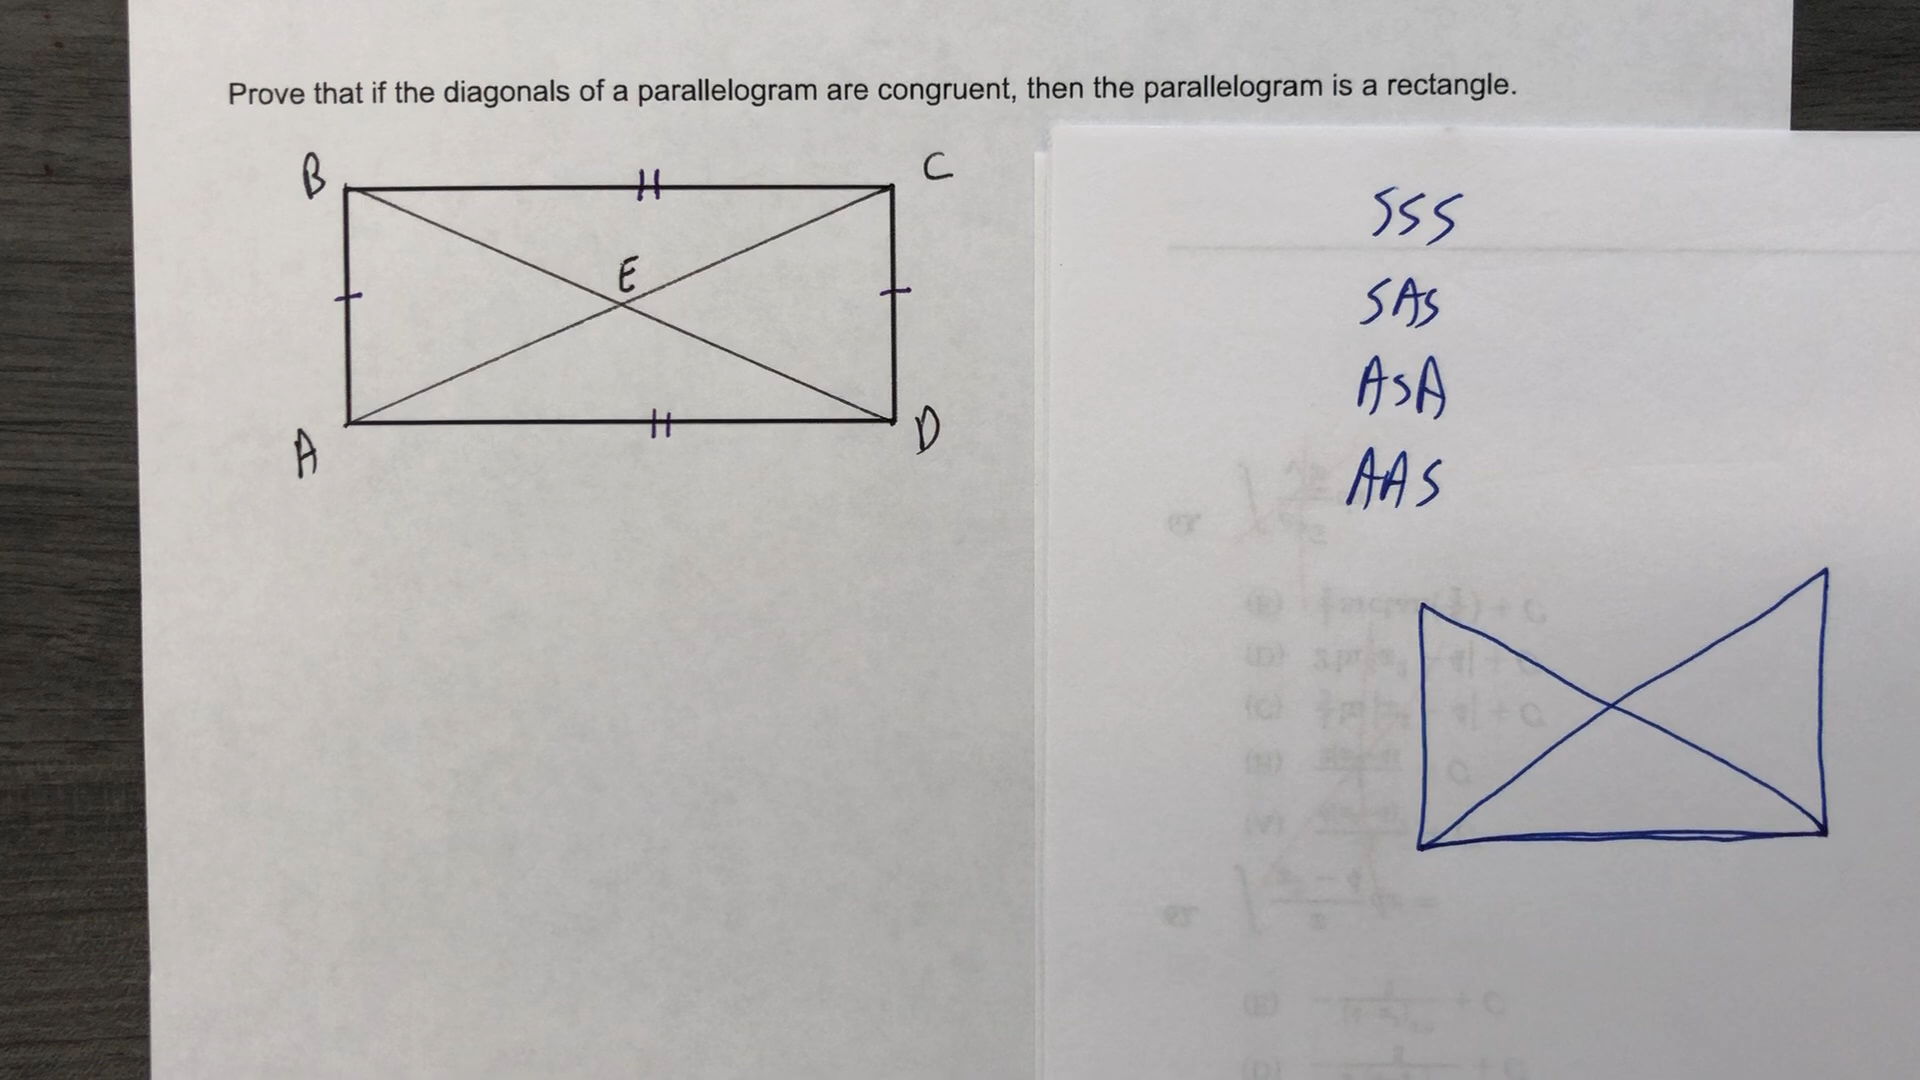 Prove that if the diagonals of a parallelogram are congruent, then the parallelogram is a rectangle.
B
C
E
A
D
SSS
SAS
ASA
AAS